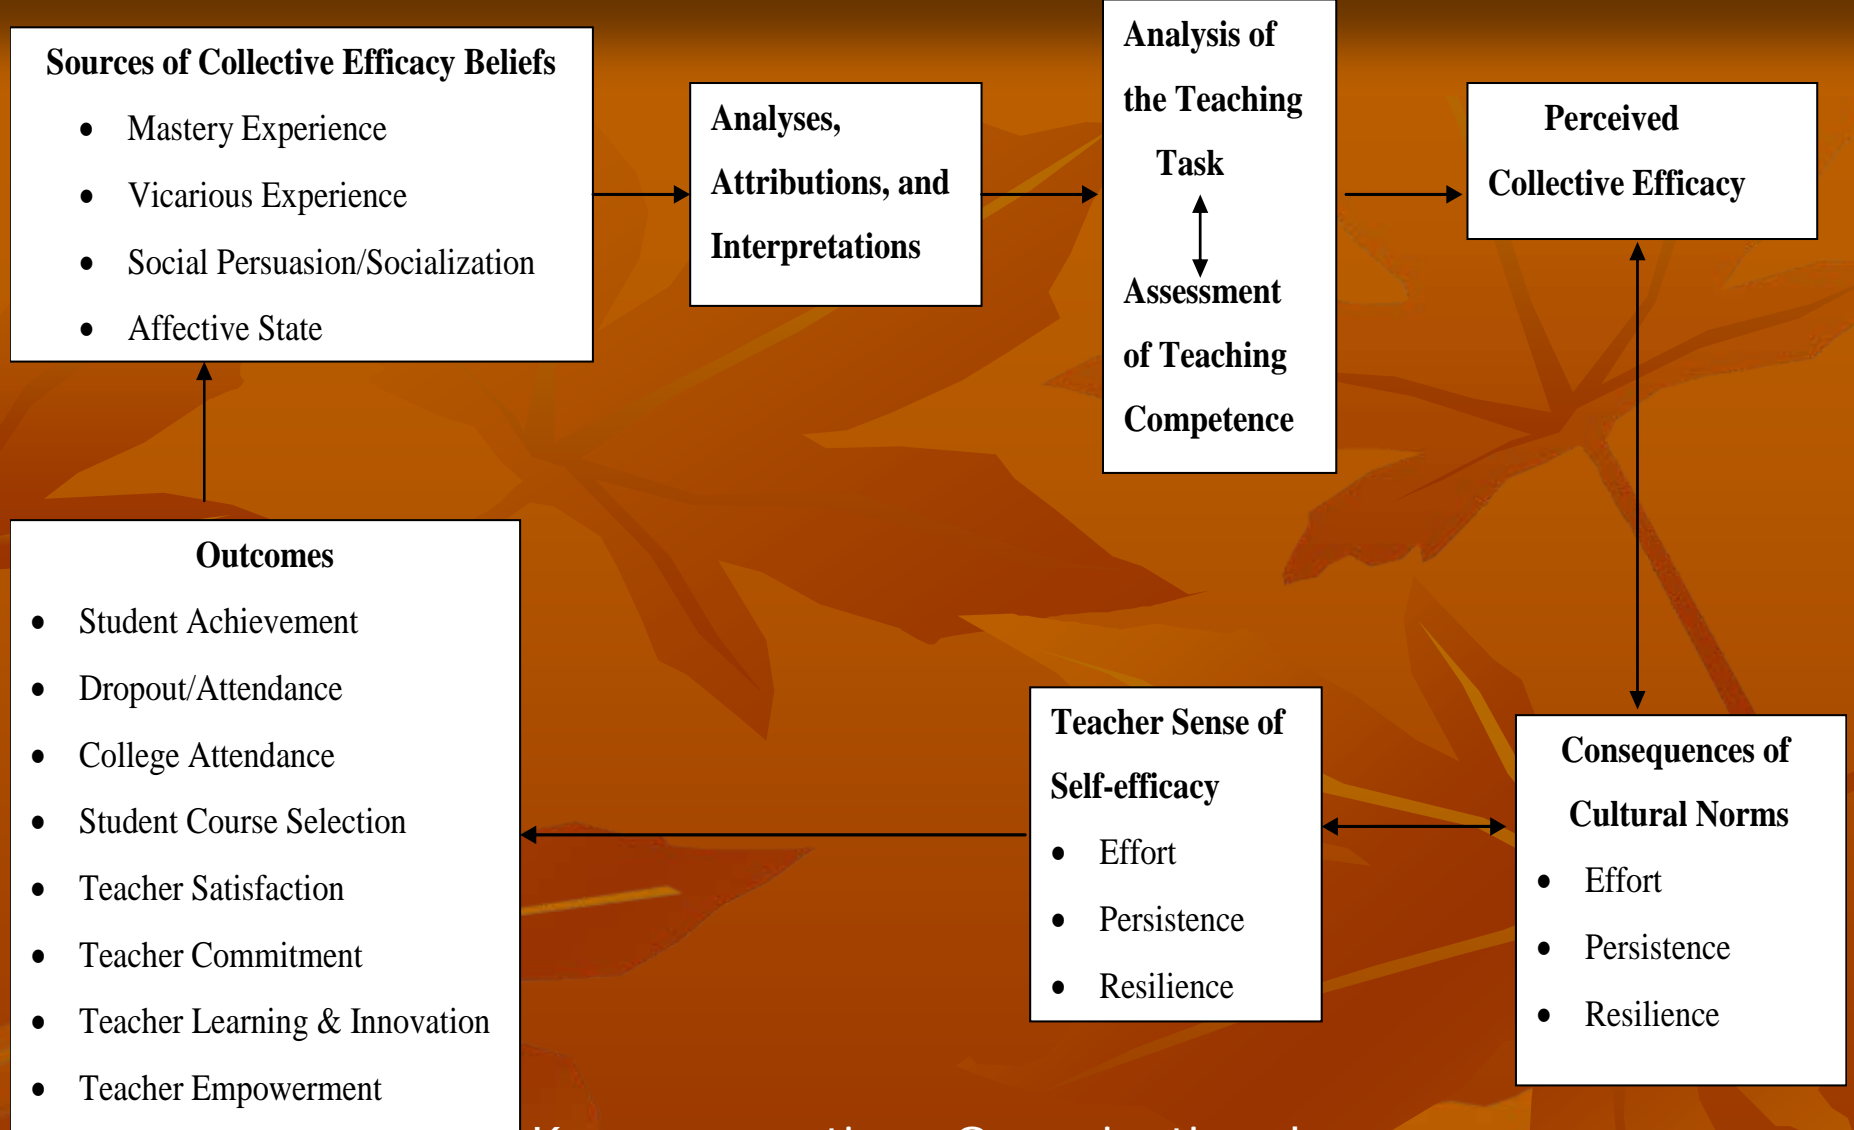 Sources of Collective Efficacy Beliefs
• Mastery Experience
• Vicarious Experience
• Social Persuasion/Socialization
• Affective State
Analyses,
Attributions, and
Interpretations
Analysis of
the Teaching
Task
Assessment
of Teaching
Competence
Perceived
Collective Efficacy
Consequences of
Cultural Norms
• Effort
• Persistence
• Resilience
Teacher Sense of
Self-efficacy
• Effort
• Persistence
• Resilience
Outcomes
• Student Achievement
• Dropout/Attendance
• College Attendance
• Student Course Selection
• Teacher Satisfaction
• Teacher Commitment
• Teacher Learning & Innovation
• Teacher Empowerment